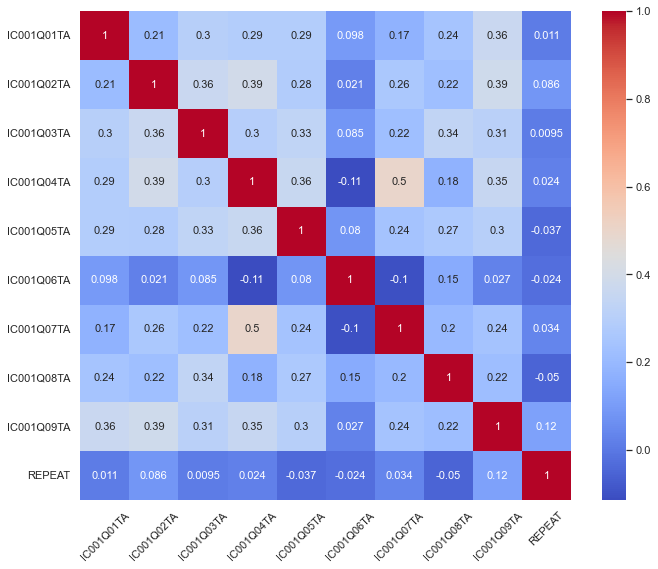 IC001Q01TA 1 0.21 0.3 0.29 0.29 0.098 0.17 0.24 0.36 0.011
IC001Q02TA 0.21 1 0.36 0.39 0.28 0.021 0.26 0.22 0.39 0.086
IC001Q03TA 0.3 0.36 1 0.3 0.33 0.085 0.22 0.34 0.31 0.0095
IC001Q04TA 0.29 0.39 0.3 1 0.36 -0.11 0.5 0.18 0.35 0.024
IC001Q05TA 0.29 0.28 0.33 0.36 1 0.08 0.24 0.27 0.3 -0.037
IC001Q06TA 0.098 0.021 0.085 -0.11 0.08 1 -0.1 0.15 0.027 -0.024
IC001Q07TA 0.17 0.26 0.22 0.5 0.24 -0.1 1 0.2 0.24 0.034
IC001Q08TA 0.24 0.22 0.34 0.18 0.27 0.15 0.2 1 0.22 -0.05
IC001Q09TA 0.36 0.39 0.31 0.35 0.3 0.027 0.24 0.22 1 0.12
REPEAT 0.011 0.086 0.0095 0.024 -0.037 -0.024 0.034 -0.05 0.12 1
IC001Q01TA IC001Q02TA IC001Q03TA IC001Q04TA IC001Q05TA IC001Q06TA IC001Q07TA IC001Q08TA IC001Q09TA REPEAT
1.0
0.8
0.6
0.4
0.2
0.0